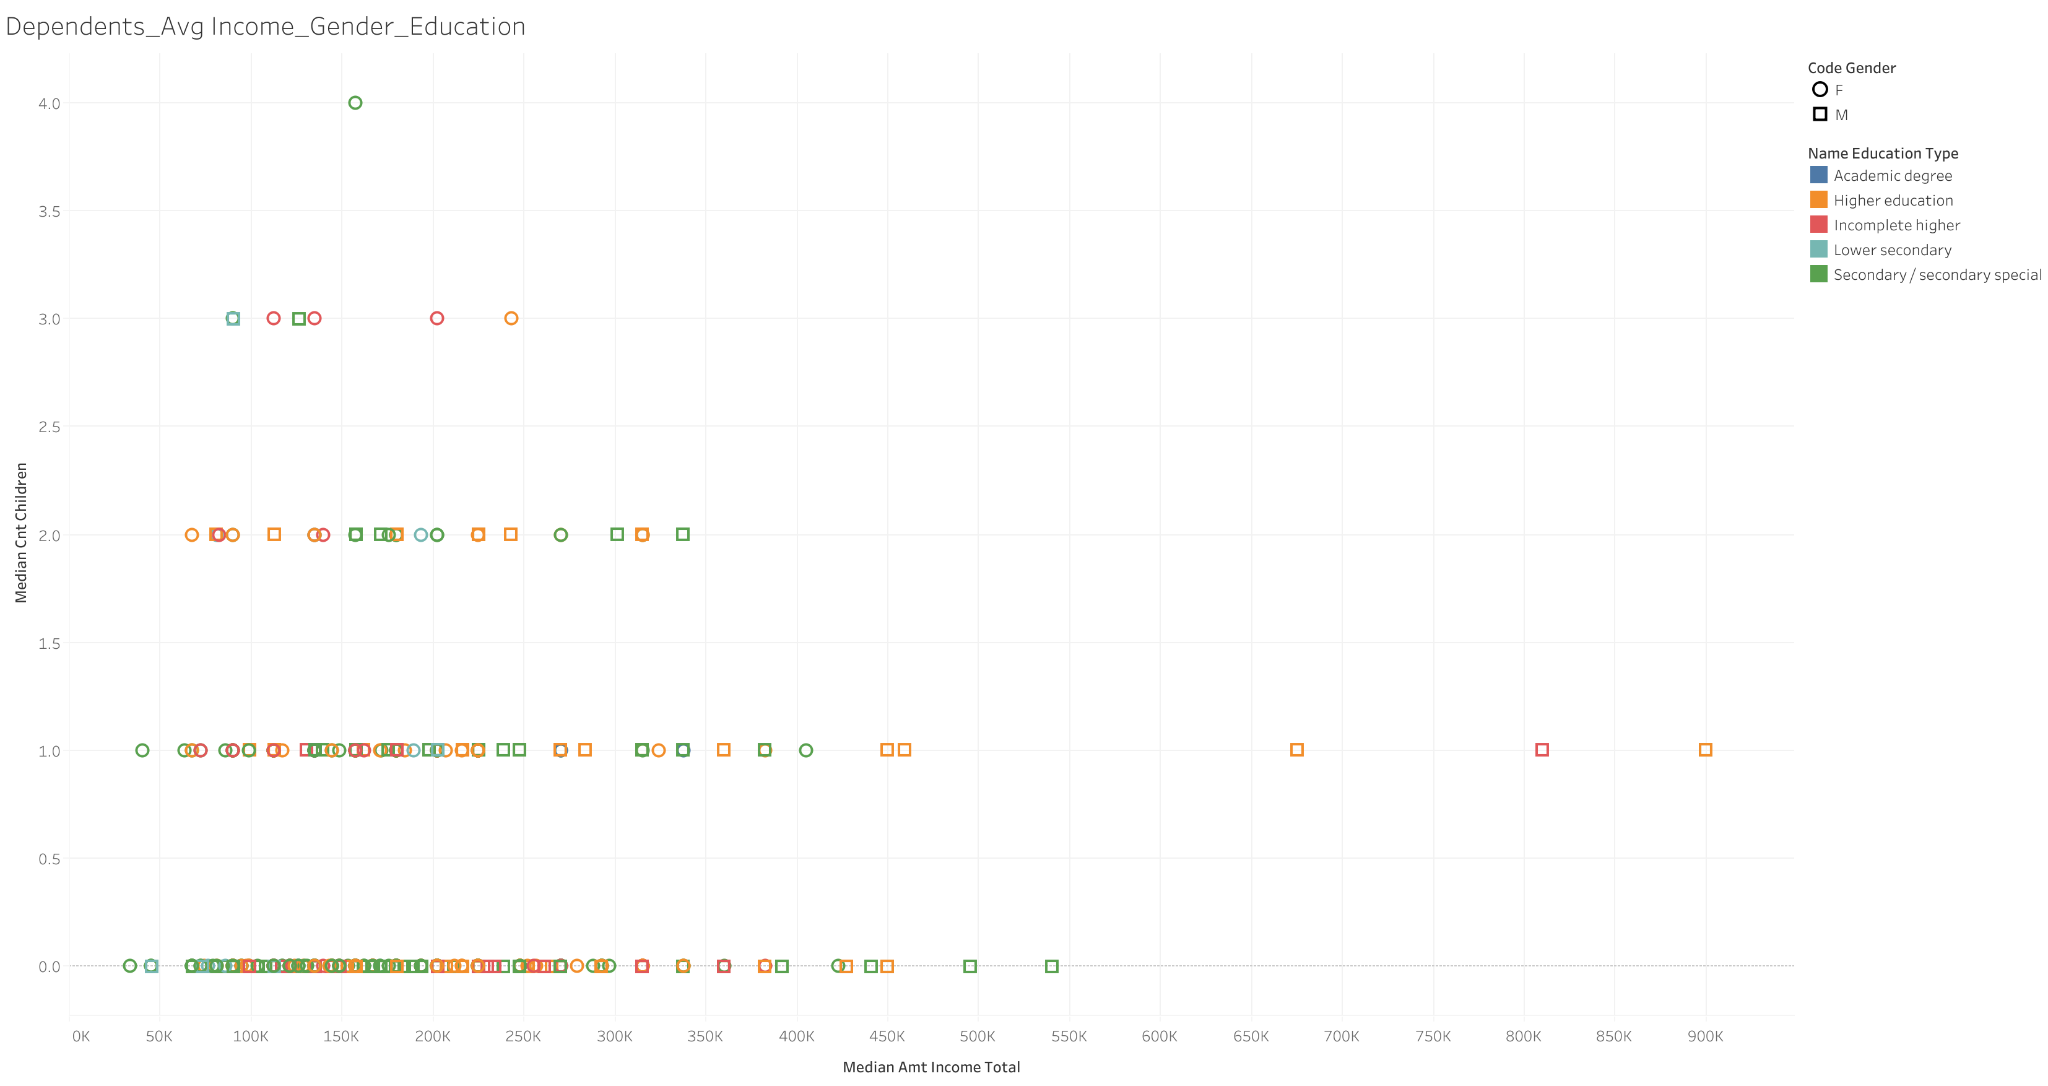 Dependents_Avg Income_Gender_Education
Code Gender
F
M
Name Education Type
Academic degree
Higher education
Incomplete higher
Lower secondary
Secondary / secondary special
Median Cnt Children
4.0
3.5
3.0
2.5
2.0
1.5
1.0
0.5
0.0
0K 50K 100K 150K 200K 250K 300K 350K 400K 450K 500K 550K 600K 650K 700K 750K 800K 850K 900K
Median Amt Income Total